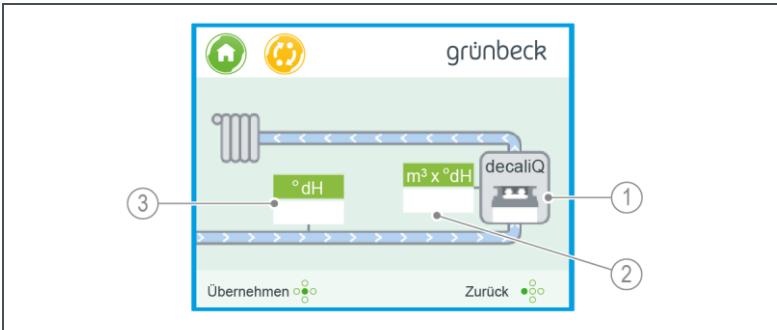 grünbeck
decaliQ
m³ x °dH
°dH
1
3
2
Übernehmen
Zurück